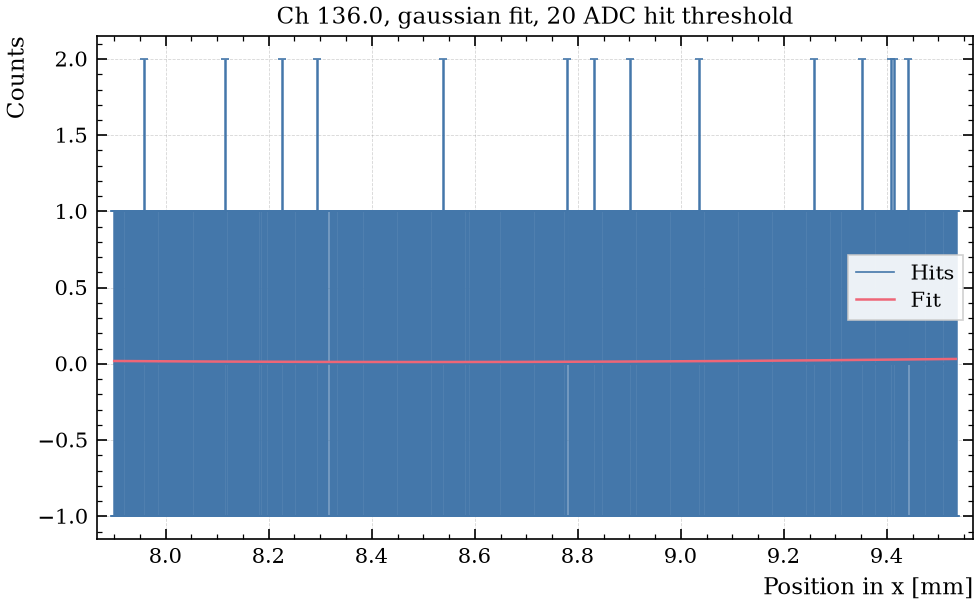 Ch 136.0, gaussian fit, 20 ADC hit threshold
Counts
2.0
1.5
1.0
0.5
0.0
−0.5
−1.0
Hits
Fit
8.0 8.2 8.4 8.6 8.8 9.0 9.2 9.4
Position in x [mm]